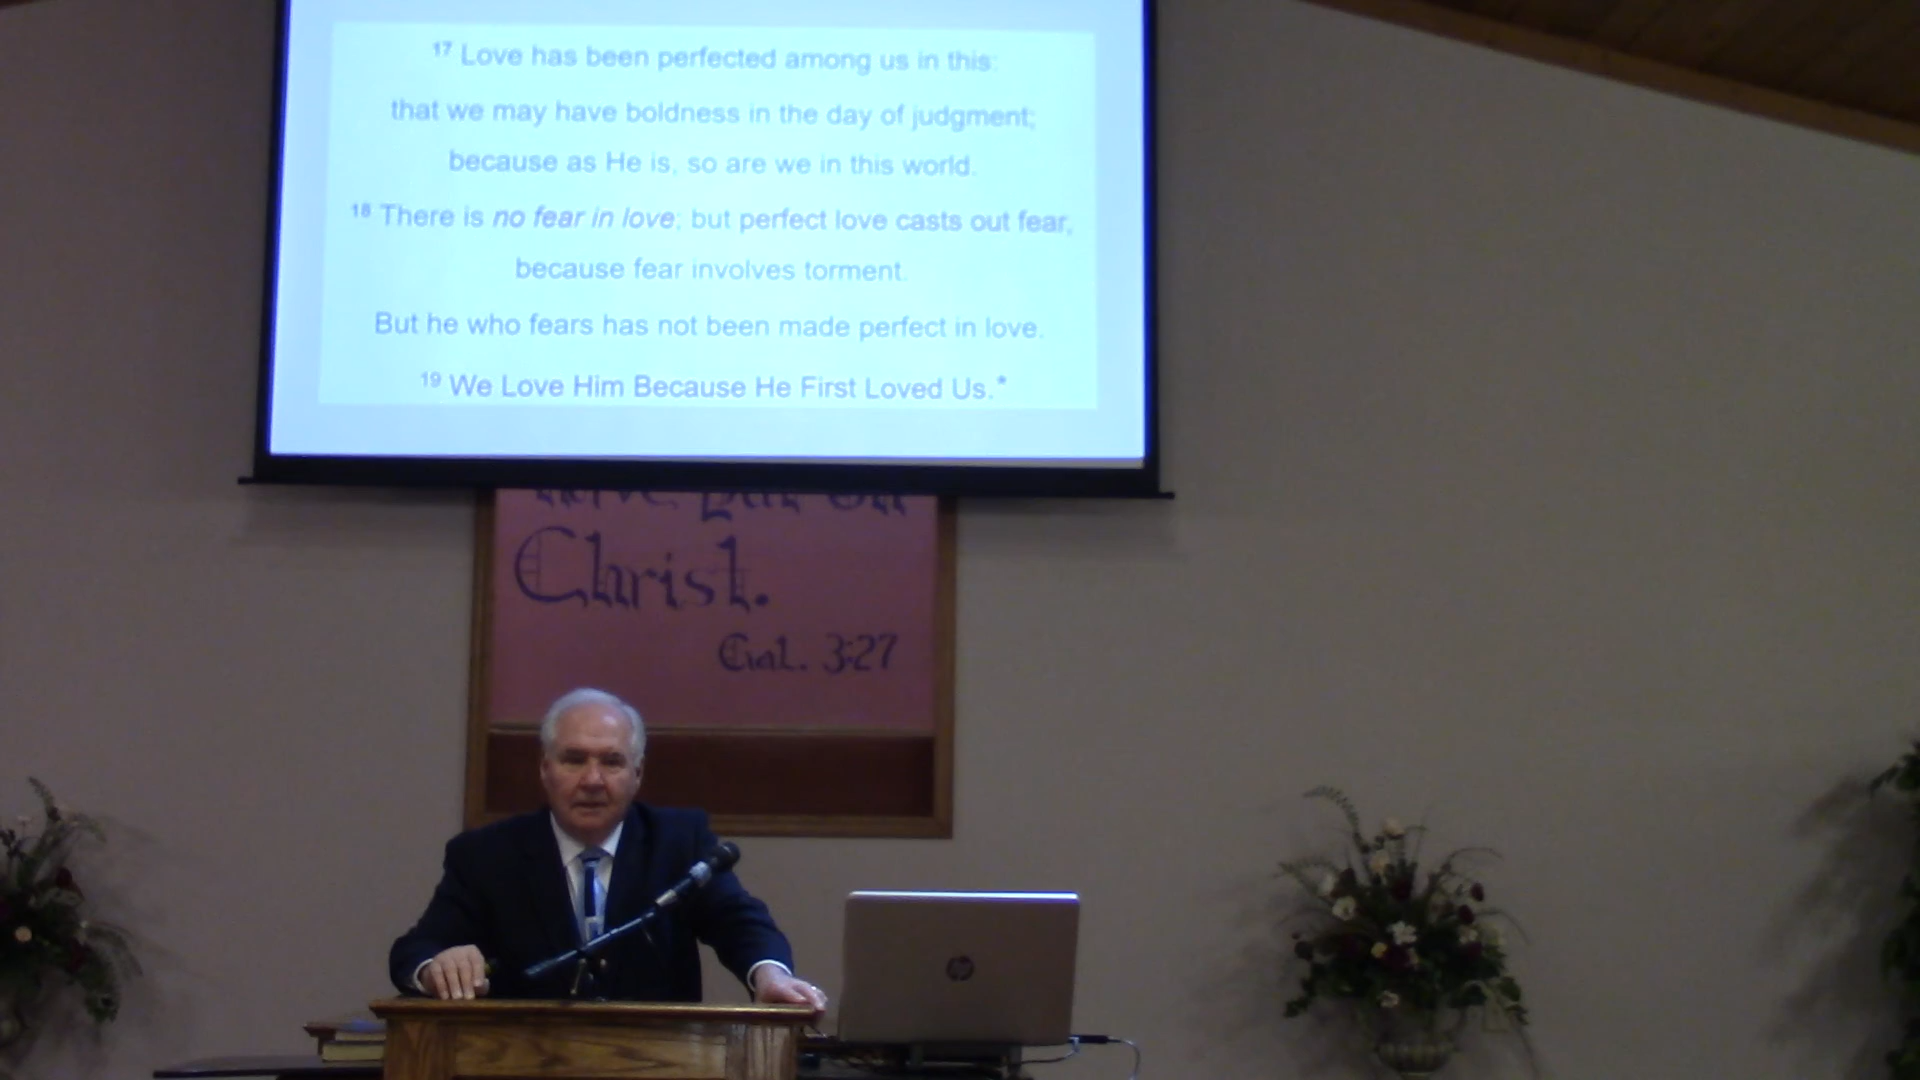 17 Love has been perfected among us in this:
that we may have boldness in the day of judgment;
because as He is, so are we in this world.
18 There is no fear in love; but perfect love casts out fear,
because fear involves torment.
But he who fears has not been made perfect in love.
19 We Love Him Because He First Loved Us.*
put on
Christ.
Gal. 3:27
hp